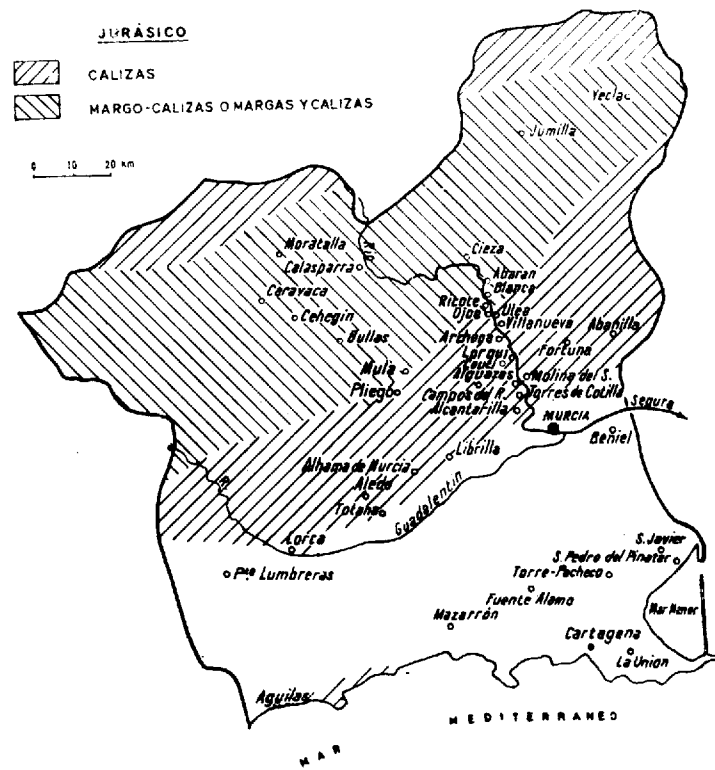 JURÁSICO
CALIZAS
MARGO-CALIZAS O MARGAS Y CALIZAS
0 10 20 km
Yecla
Jumilla
Cieza
Moratalla
Calasparra
Abaran
Blanca
Caravaca
Ricote
Ojos
Ulea
Villanueva
Cehegin
Bullas
Archena
Abanilla
Lorqui
Fortuna
Ceuti
Mula
Alguazas
Molina del S.
Pliego
Campos del R.
Torres de Cotilla
Alcantarilla
Segura
MURCIA
Beniel
Librilla
Alhama de Murcia
Aledo
Totana
Guadalentin
R.
Lorca
S. Javier
S. Pedro del Pinatar
Pto Lumbreras
Torre-Pacheco
Fuente Alamo
Mar Menor
Mazarrón
Cartagena
La Union
Aguilas
MAR MEDITERRANEO